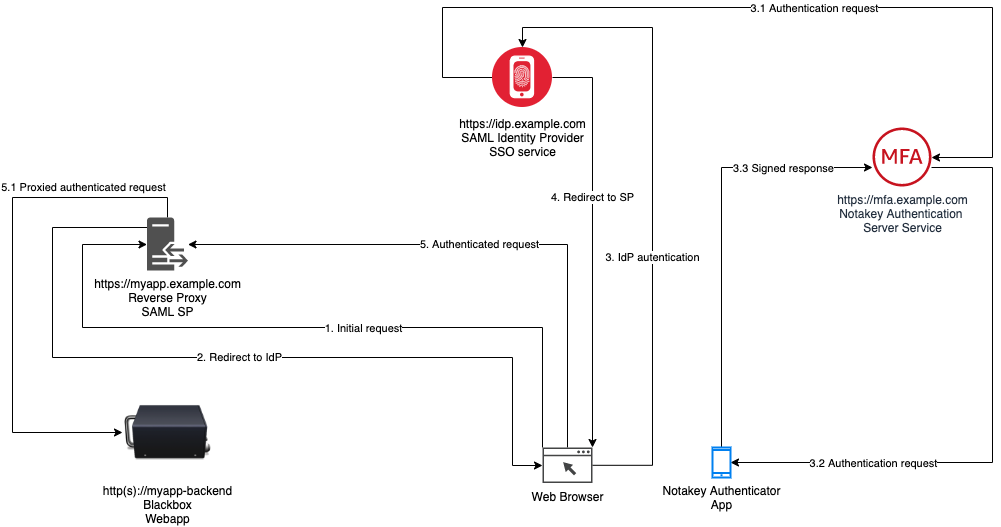 3.1 Authentication request
https://idp.example.com
SAML Identity Provider
SSO service
MFA
3.3 Signed response
https://mfa.example.com
Notakey Authentication
Server Service
5.1 Proxied authenticated request
4. Redirect to SP
5. Authenticated request
3. IdP autentication
https://myapp.example.com
Reverse Proxy
SAML SP
1. Initial request
2. Redirect to IdP
3.2 Authentication request
http(s)://myapp-backend
Blackbox
Webapp
Web Browser
Notakey Authenticator
App